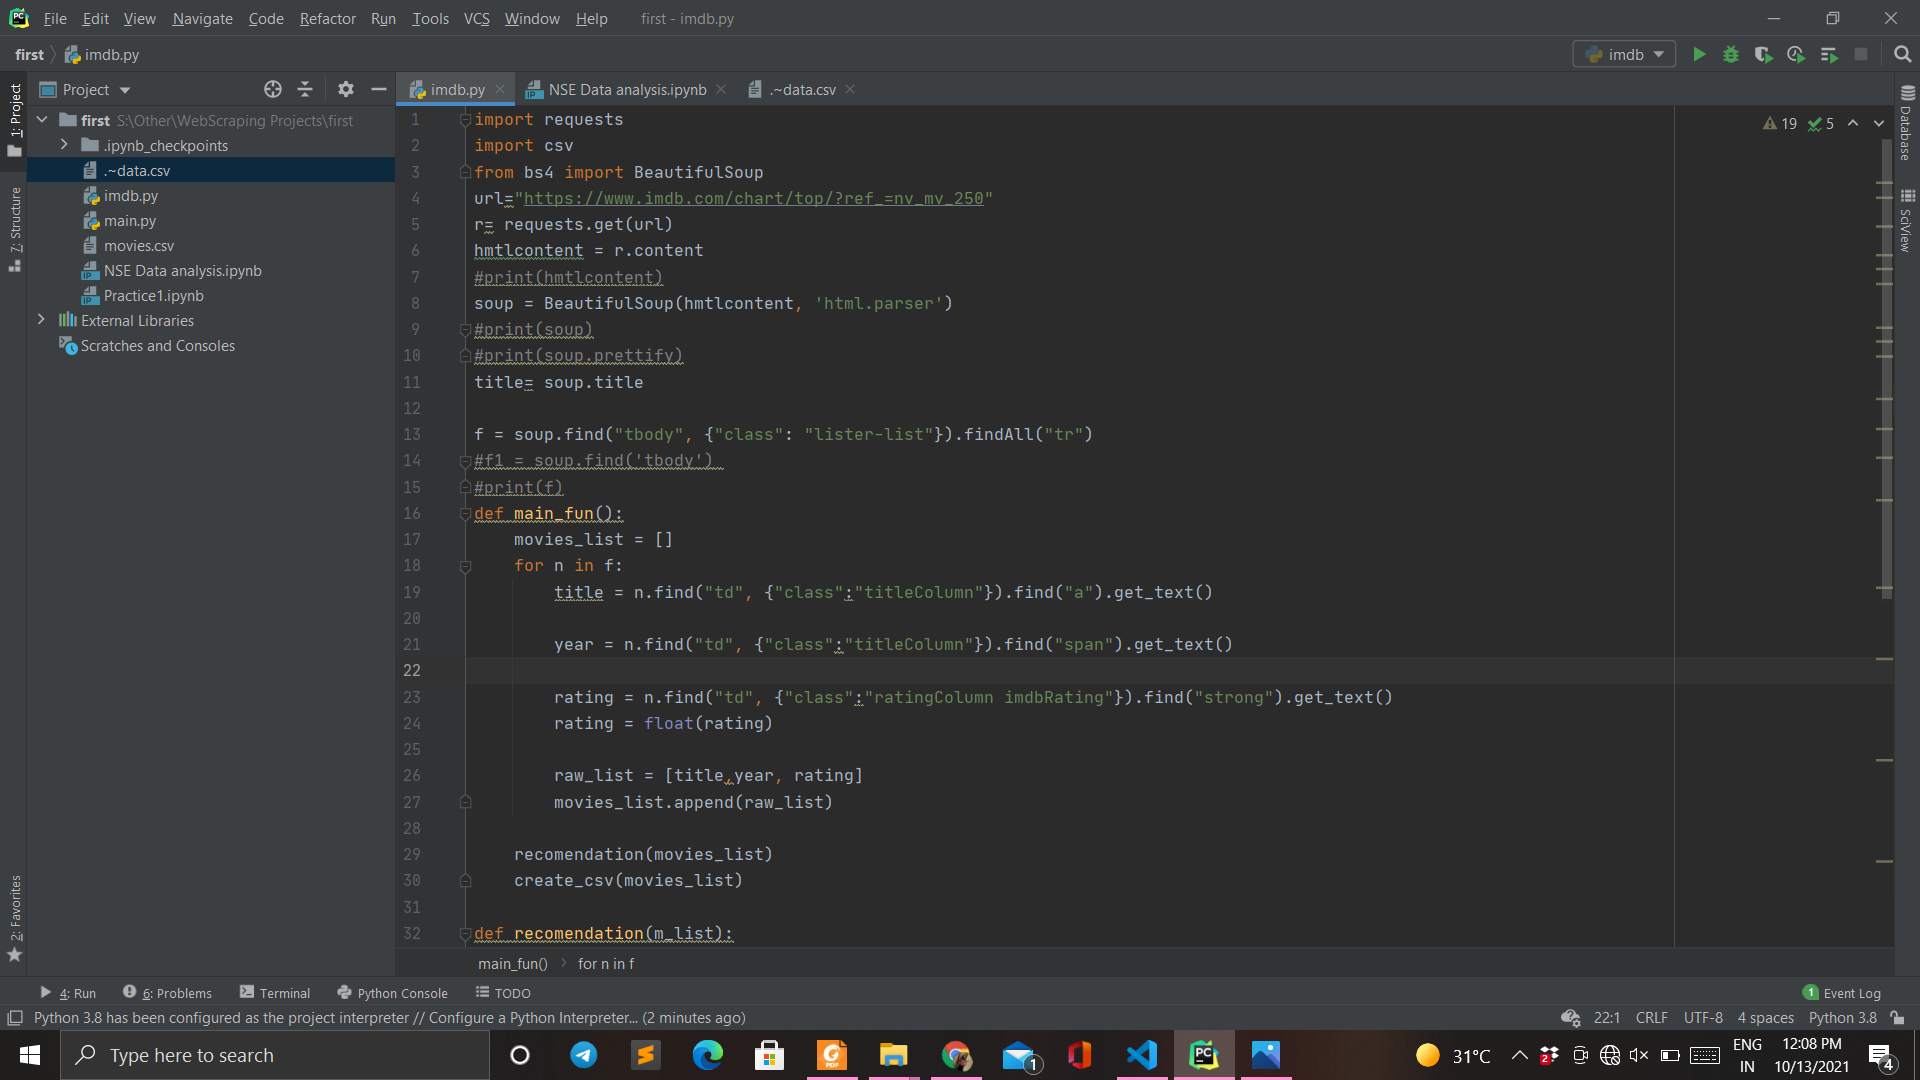 File Edit View Navigate Code Refactor Run Tools VCS Window Help first - imdb.py
first imdb.py imdb
Project
imdb.py NSE Data analysis.ipynb .~data.csv
1: Project
7: Structure
2: Favorites
first S:\Other\WebScraping Projects\first
.ipynb_checkpoints
.~data.csv
imdb.py
main.py
movies.csv
NSE Data analysis.ipynb
Practice1.ipynb
External Libraries
Scratches and Consoles
1 import requests
2 import csv
3 from bs4 import BeautifulSoup
4 url="https://www.imdb.com/chart/top/?ref_=nv_mv_250"
5 r= requests.get(url)
6 hmtlcontent = r.content
7 #print(hmtlcontent)
8 soup = BeautifulSoup(hmtlcontent, 'html.parser')
9 #print(soup)
10 #print(soup.prettify)
11 title= soup.title
12
13 f = soup.find("tbody", {"class": "lister-list"}).findAll("tr")
14 #f1 = soup.find('tbody')
15 #print(f)
16 def main_fun():
17 movies_list = []
18 for n in f:
19 title = n.find("td", {"class":"titleColumn"}).find("a").get_text()
20
21 year = n.find("td", {"class":"titleColumn"}).find("span").get_text()
22
23 rating = n.find("td", {"class":"ratingColumn imdbRating"}).find("strong").get_text()
24 rating = float(rating)
25
26 raw_list = [title,year, rating]
27 movies_list.append(raw_list)
28
29 recomendation(movies_list)
30 create_csv(movies_list)
31
32 def recomendation(m_list):
19 5
Database
SciView
main_fun() for n in f
4: Run 6: Problems Terminal Python Console TODO 1 Event Log
Python 3.8 has been configured as the project interpreter // Configure a Python Interpreter... (2 minutes ago) 22:1 CRLF UTF-8 4 spaces Python 3.8
Type here to search
PDF
1
PC
31°C
2
ENG
IN
12:08 PM
10/13/2021
4